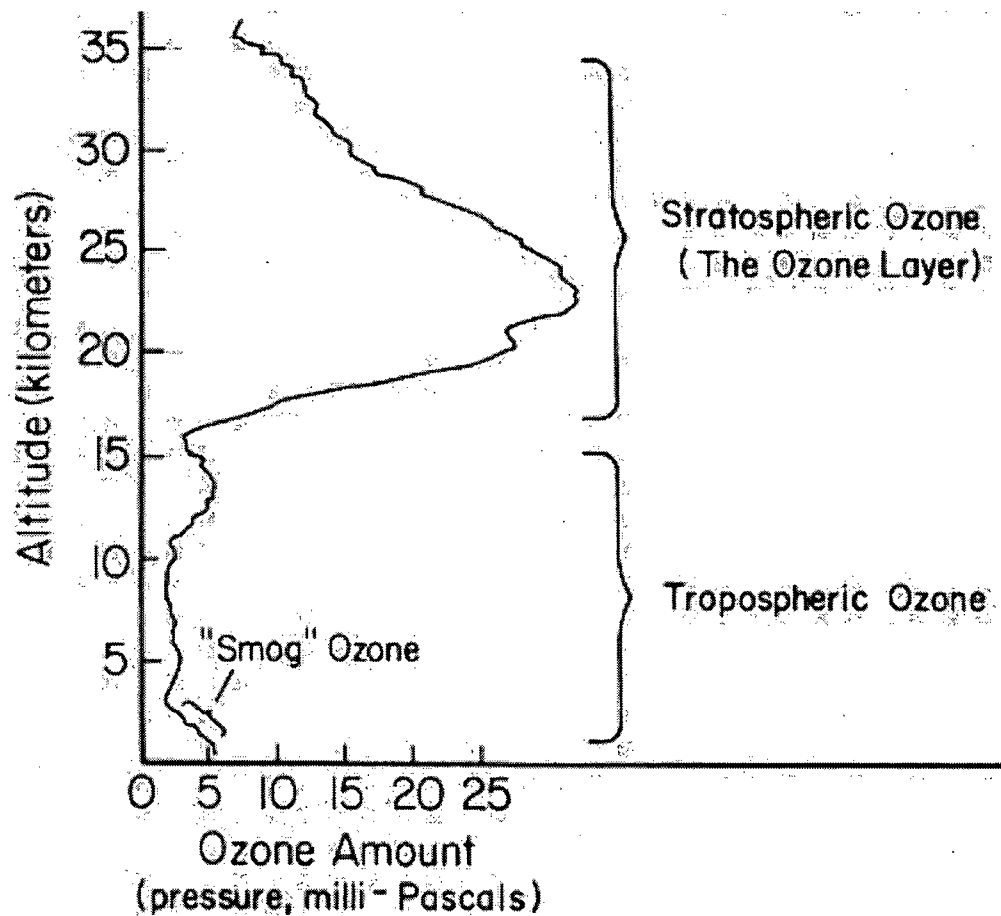 Altitude (kilometers)
35
30
25
20
15
10
5
"Smog" Ozone
Stratospheric Ozone
(The Ozone Layer)
Tropospheric Ozone
0 5 10 15 20 25
Ozone Amount
(pressure, milli-Pascals)